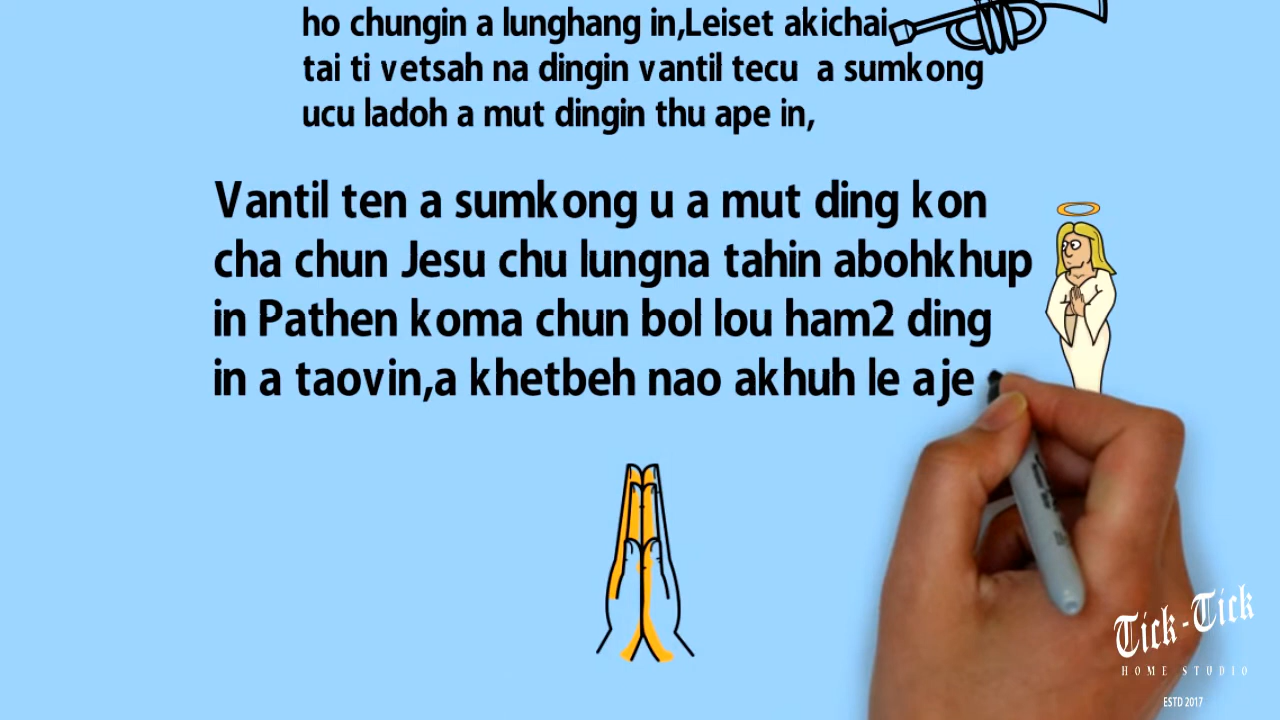 ho chungin a lunghang in,Leiset akichai
tai ti vetsah na dingin vantil tecu a sumkong
ucu ladoh a mut dingin thu ape in,
Vantil ten a sumkong u a mut ding kon
cha chun Jesu chu lungna tahin abohkhup
in Pathen koma chun bol lou ham2 ding
in a taovin,a khetbeh nao akhuh le aje
Tick-Tick
HOME STUDIO
ESTD 2017